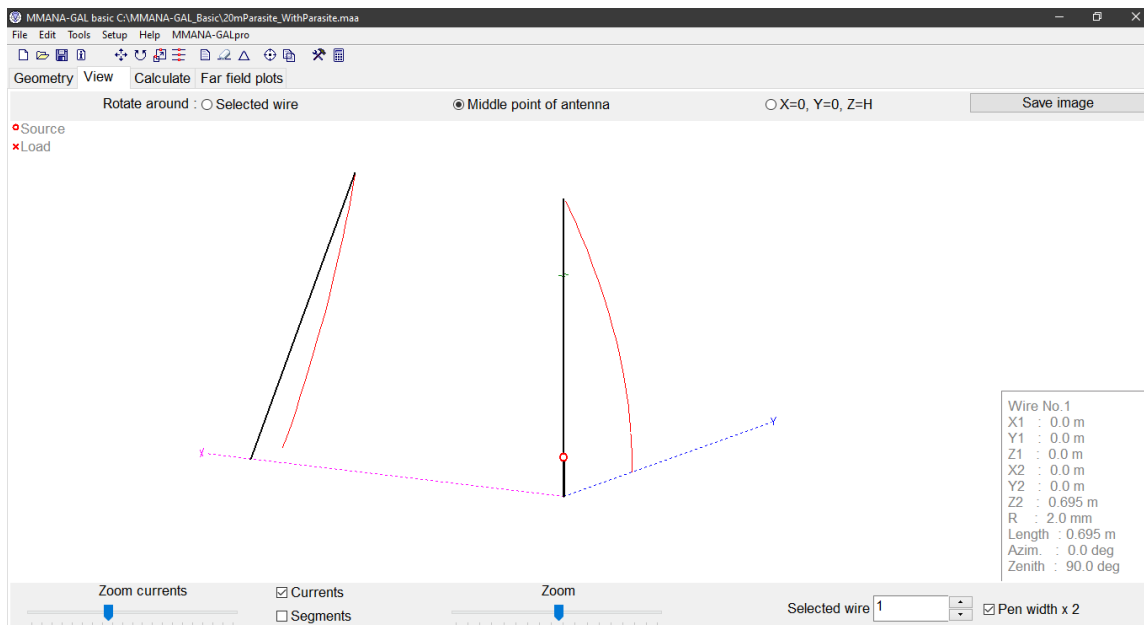 MMANA-GAL basic C:\MMANA-GAL_Basic\20mParasite_WithParasite.maa
File Edit Tools Setup Help MMANA-GALpro
Geometry View Calculate Far field plots
Rotate around : Selected wire Middle point of antenna X=0, Y=0, Z=H Save image
Source
Load
X
Y
Wire No.1
X1 : 0.0 m
Y1 : 0.0 m
Z1 : 0.0 m
X2 : 0.0 m
Y2 : 0.0 m
Z2 : 0.695 m
R : 2.0 mm
Length : 0.695 m
Azim. : 0.0 deg
Zenith : 90.0 deg
Zoom currents Currents Zoom
Segments Selected wire 1 Pen width x 2